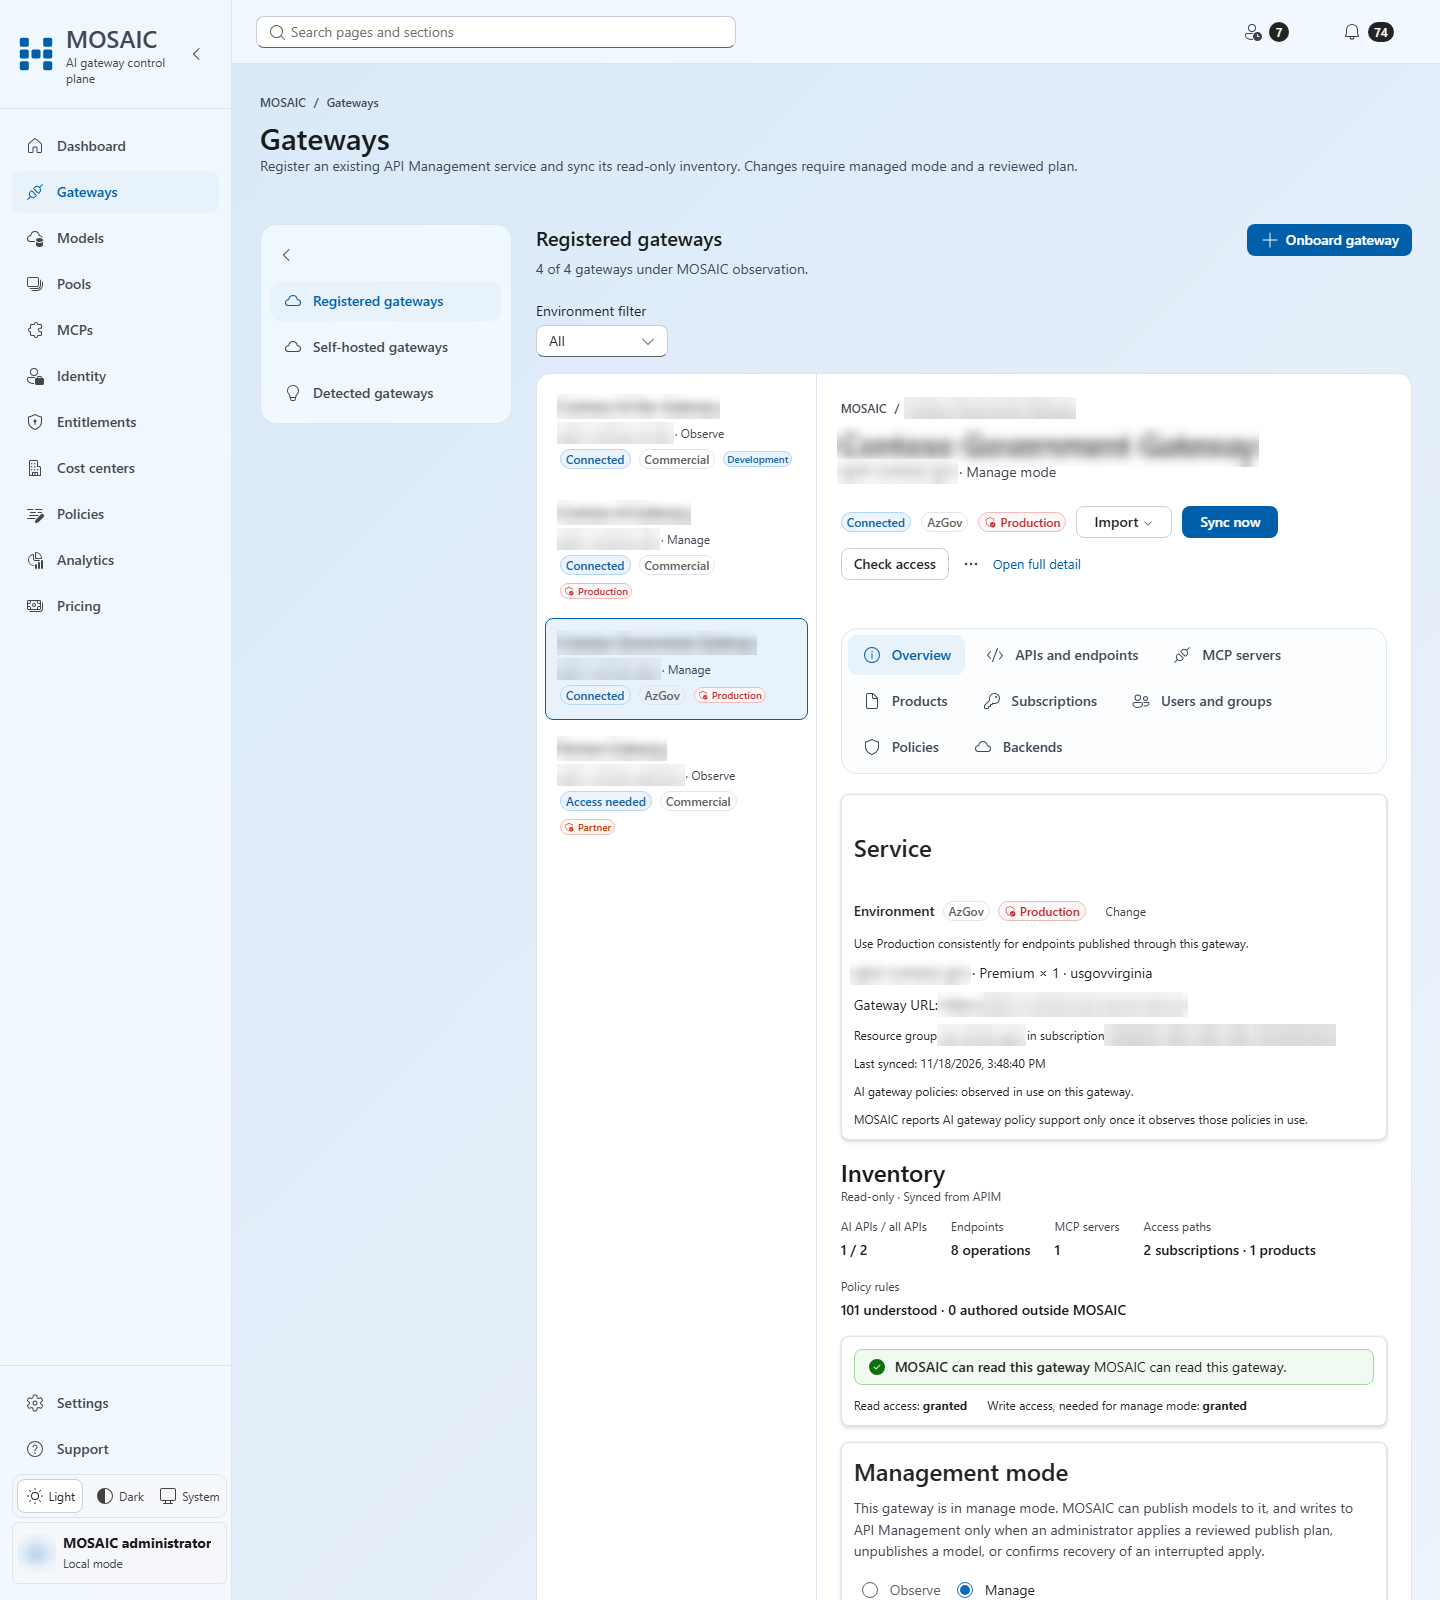 MOSAIC
AI gateway control
plane
Search pages and sections
7
74
Dashboard
Gateways
Models
Pools
MCPs
Identity
Entitlements
Cost centers
Policies
Analytics
Pricing
Settings
Support
Light
Dark
System
MOSAIC administrator
Local mode
MOSAIC / Gateways
Gateways
Register an existing API Management service and sync its read-only inventory. Changes require managed mode and a reviewed plan.
Registered gateways
Self-hosted gateways
Detected gateways
Registered gateways
4 of 4 gateways under MOSAIC observation.
Onboard gateway
Environment filter
All
· Observe
Connected
Commercial
Development
· Manage
Connected
Commercial
Production
· Manage
Connected
AzGov
Production
· Observe
Access needed
Commercial
Partner
MOSAIC /
· Manage mode
Connected
AzGov
Production
Import
Sync now
Check access
···
Open full detail
Overview
APIs and endpoints
MCP servers
Products
Subscriptions
Users and groups
Policies
Backends
Service
Environment
AzGov
Production
Change
Use Production consistently for endpoints published through this gateway.
· Premium × 1 · usgovvirginia
Gateway URL:
Resource group in subscription
Last synced: 11/18/2026, 3:48:40 PM
AI gateway policies: observed in use on this gateway.
MOSAIC reports AI gateway policy support only once it observes those policies in use.
Inventory
Read-only · Synced from APIM
AI APIs / all APIs
1 / 2
Endpoints
8 operations
MCP servers
1
Access paths
2 subscriptions · 1 products
Policy rules
101 understood · 0 authored outside MOSAIC
MOSAIC can read this gateway MOSAIC can read this gateway.
Read access: granted
Write access, needed for manage mode: granted
Management mode
This gateway is in manage mode. MOSAIC can publish models to it, and writes to
API Management only when an administrator applies a reviewed publish plan,
unpublishes a model, or confirms recovery of an interrupted apply.
Observe
Manage